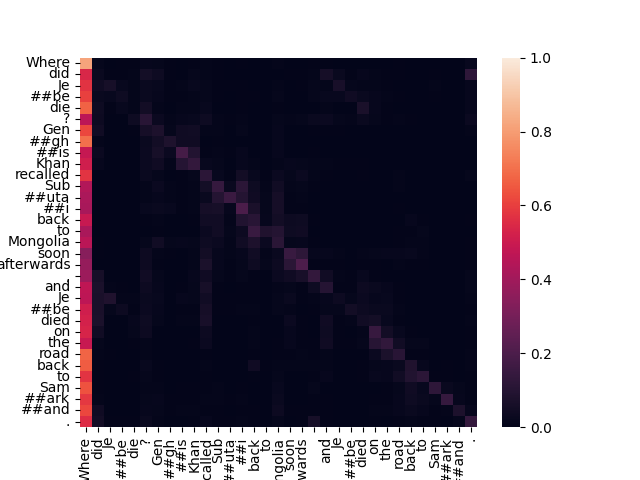 Where
did
Je
##be
die
?
Gen
##gh
##is
Khan
recalled
Sub
##uta
##i
back
to
Mongolia
soon
afterwards
and
Je
##be
died
on
the
road
back
to
Sam
##ark
##and
.
Where
did
Je
##be
die
?
Gen
##gh
##is
Khan
called
Sub
##uta
##i
back
to
ngolia
soon
wards
and
Je
##be
died
on
the
road
back
to
Sam
##ark
##and
.
1.0
0.8
0.6
0.4
0.2
0.0